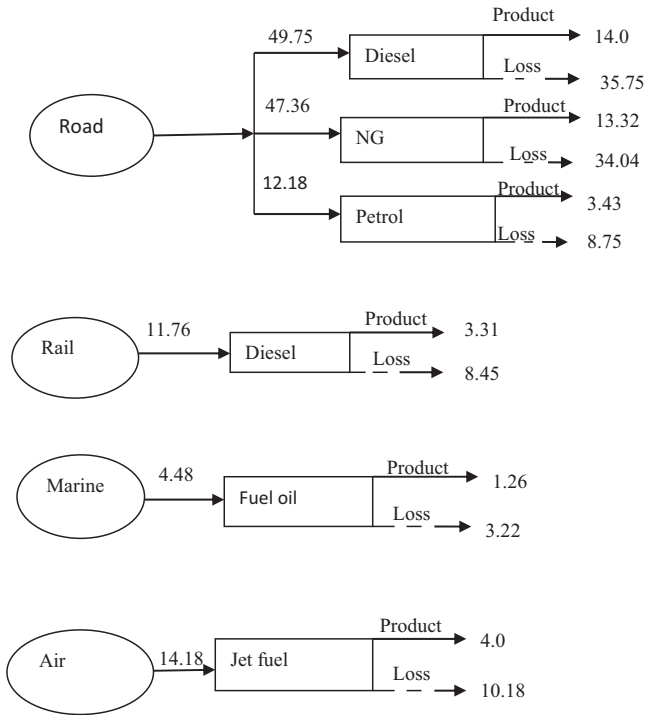 Product
49.75
14.0
Diesel
Loss
35.75
47.36
Product
13.32
Road
NG
Loss
34.04
12.18
Product
3.43
Petrol
Loss
8.75
11.76
Product
3.31
Rail
Diesel
Loss
8.45
4.48
Product
1.26
Marine
Fuel oil
Loss
3.22
Product
4.0
Air
14.18
Jet fuel
Loss
10.18